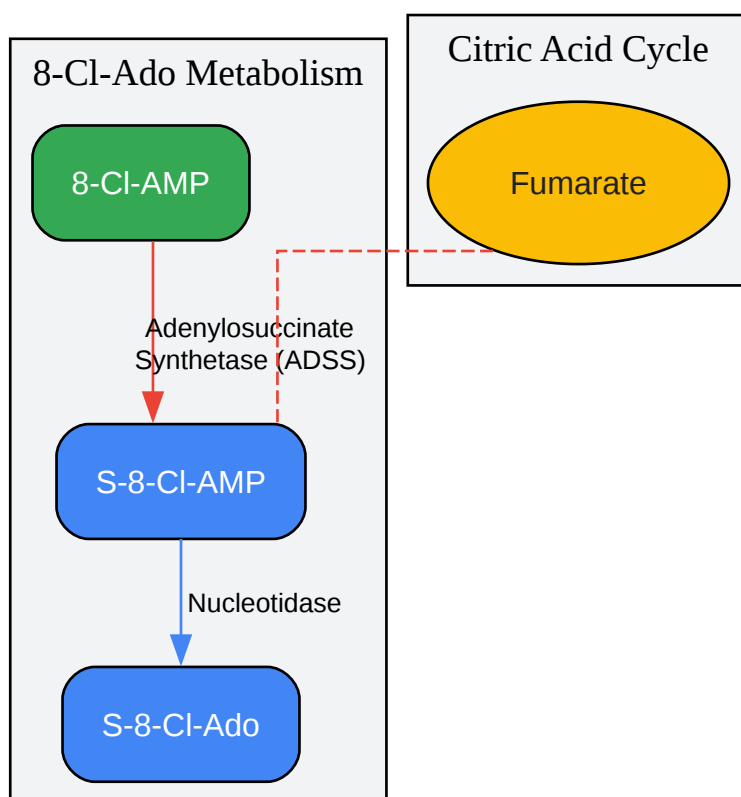 8-Cl-Ado Metabolism
Citric Acid Cycle
8-Cl-AMP
Fumarate
Adenylosuccinate
Synthetase (ADSS)
S-8-Cl-AMP
Nucleotidase
S-8-Cl-Ado